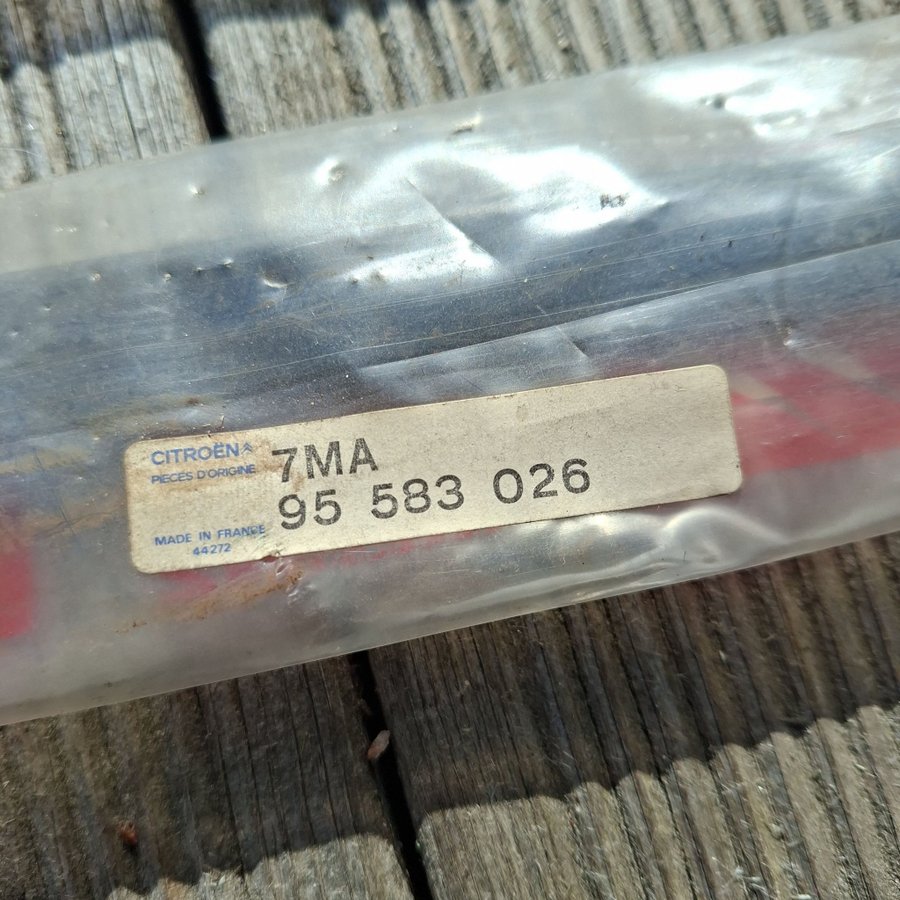 CITROËN
PIECES D'ORIGINE
7MA
95 583 026
MADE IN FRANCE
44272